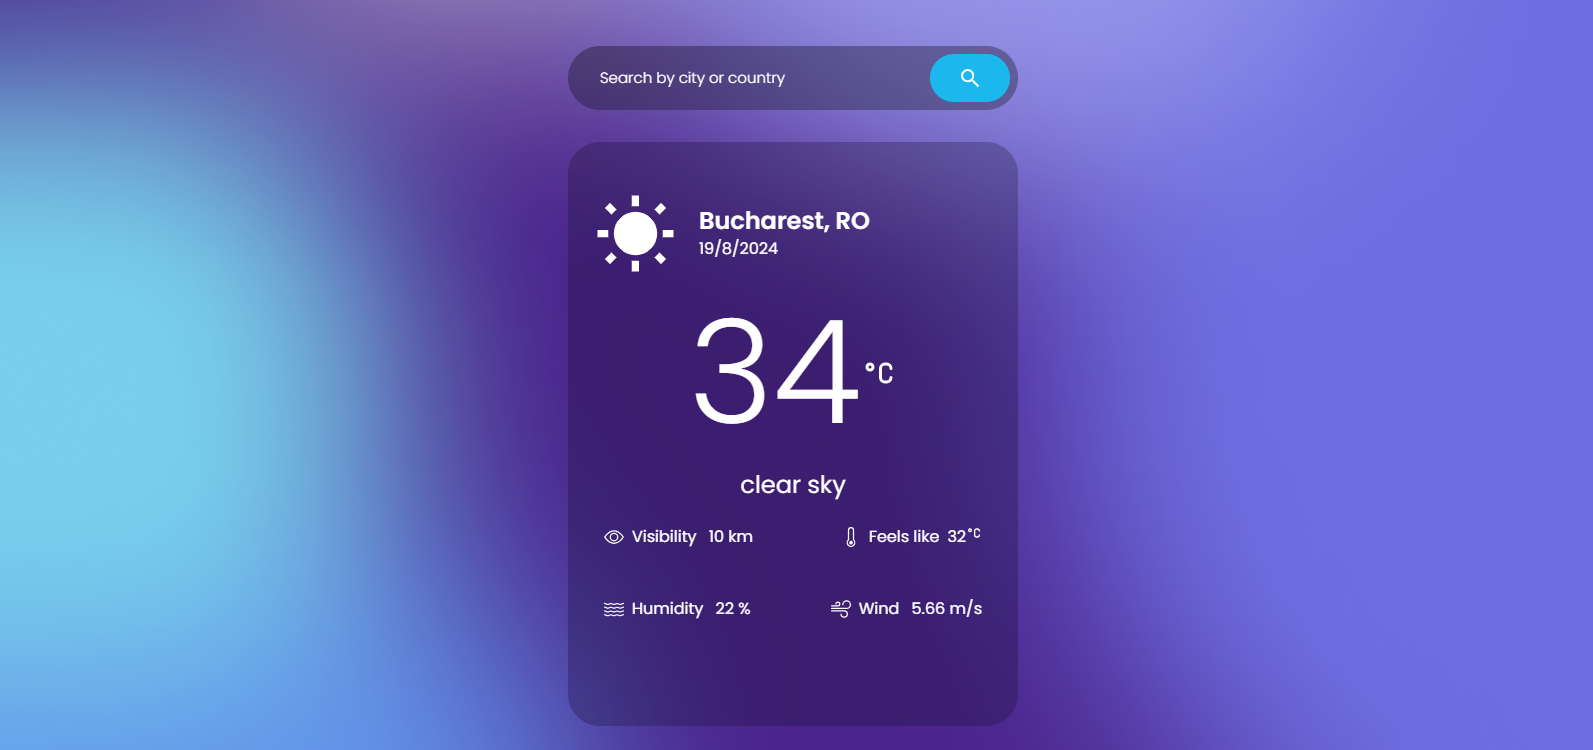 Search by city or country
Bucharest, RO
19/8/2024
34°C
clear sky
Visibility 10 km
Feels like 32°C
Humidity 22 %
Wind 5.66 m/s